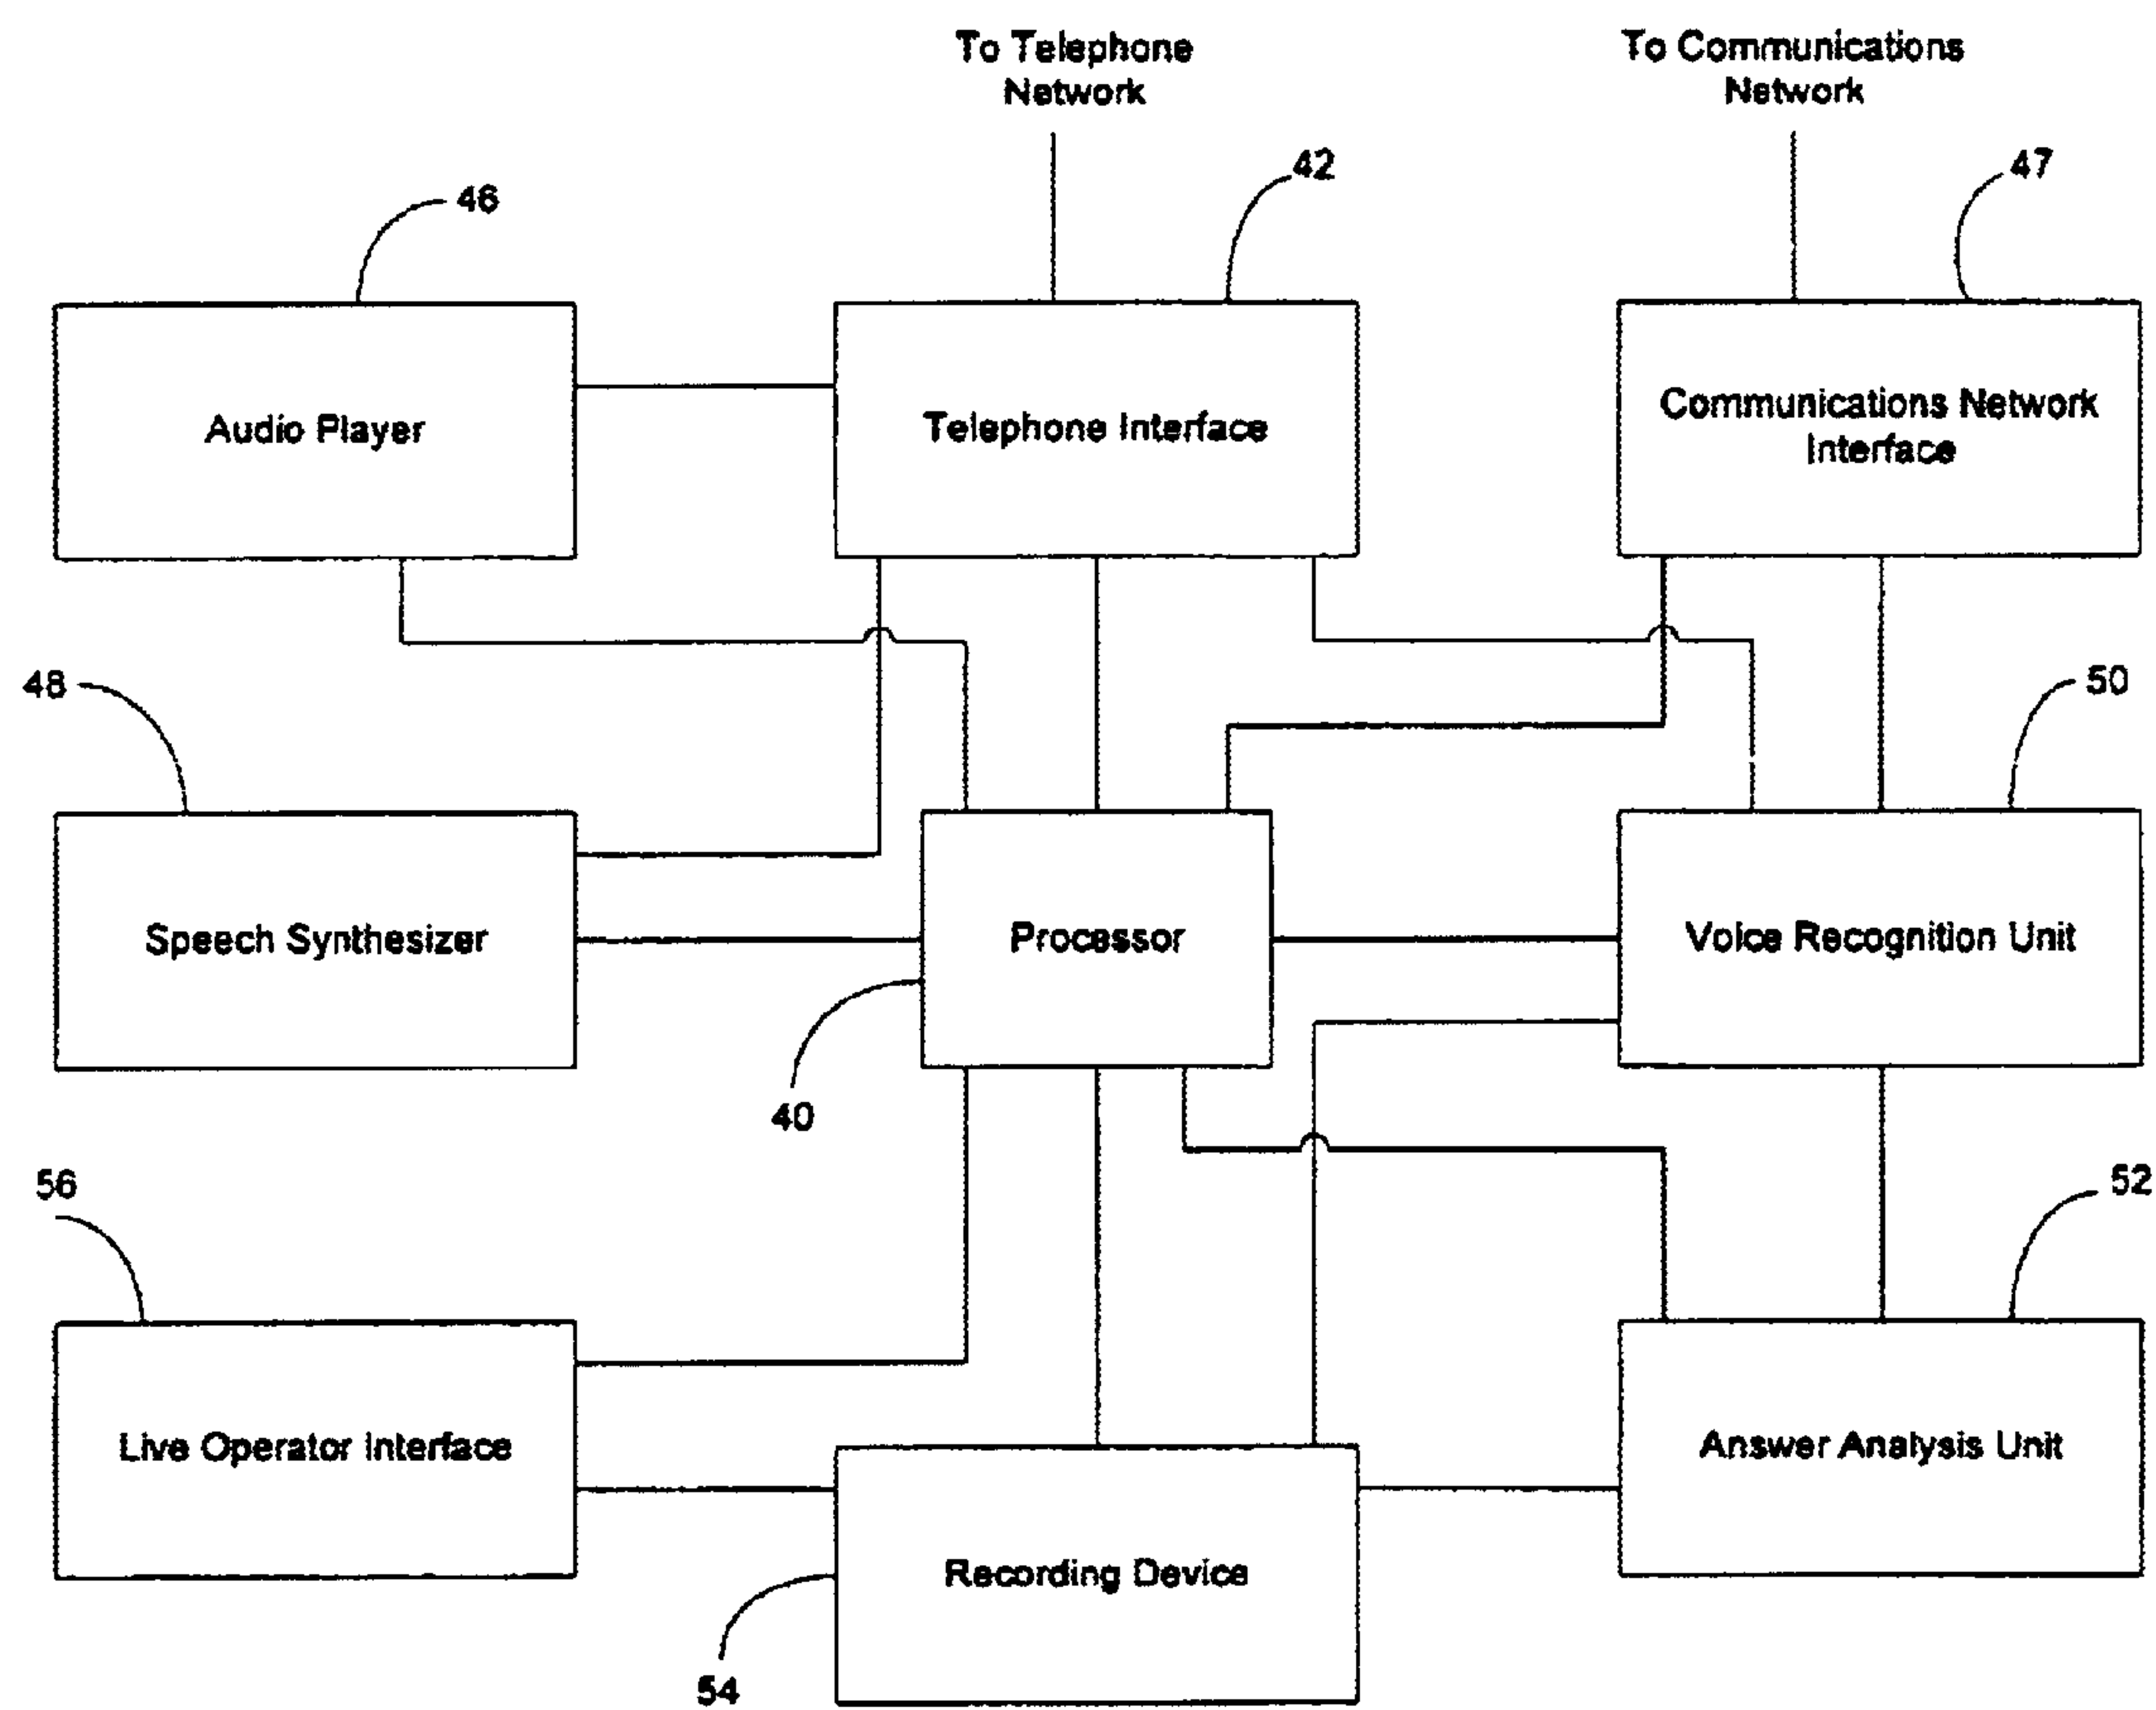 To Telephone
Network
To Communications
Network
46
42
47
Audio Player
Telephone Interface
Communications Network
Interface
48
50
Speech Synthesizer
Processor
Voice Recognition Unit
40
56
52
Live Operator Interface
Answer Analysis Unit
Recording Device
54